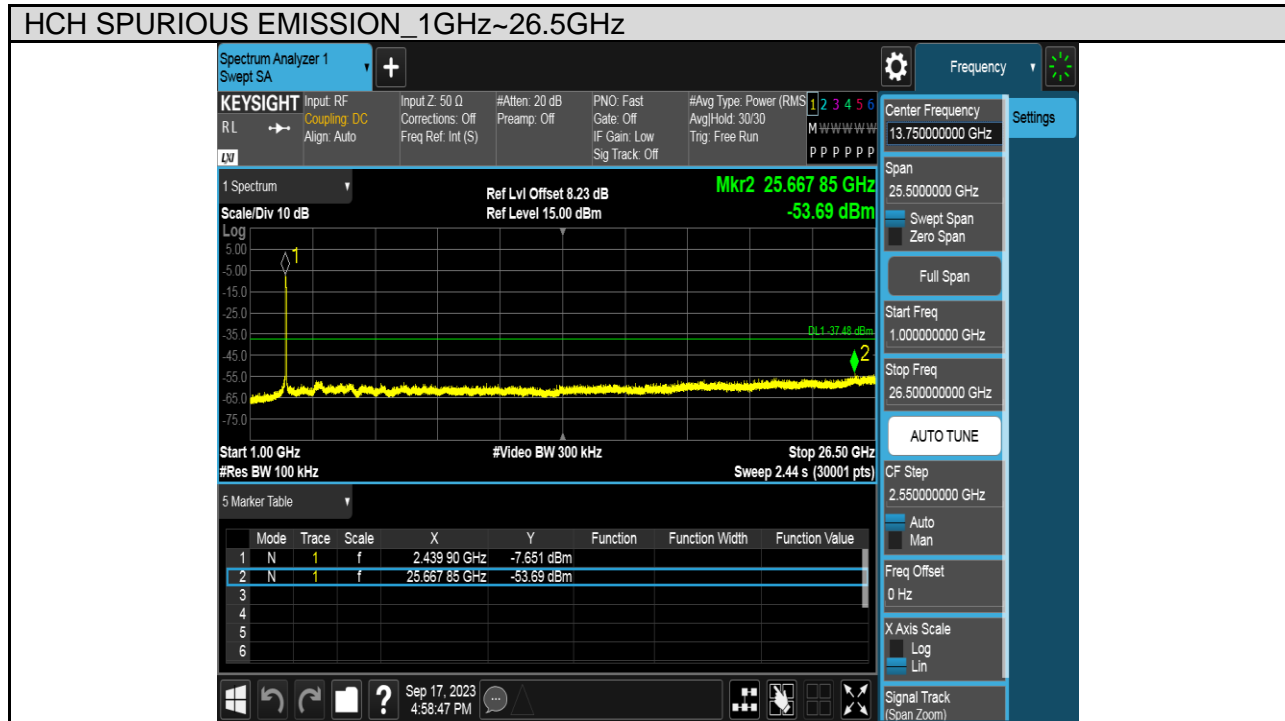 HCH SPURIOUS EMISSION_1GHz~26.5GHz
Spectrum Analyzer 1
Swept SA
+
Frequency
KEYSIGHT
RL
LXI
Input: RF
Coupling: DC
Align: Auto
Input Z: 50 Ω
Corrections: Off
Freq Ref: Int (S)
#Atten: 20 dB
Preamp: Off
PNO: Fast
Gate: Off
IF Gain: Low
Sig Track: Off
#Avg Type: Power (RMS
Avg|Hold: 30/30
Trig: Free Run
1 2 3 4 5 6
M W W W W W
P P P P P P
1 Spectrum
Scale/Div 10 dB
Ref Lvl Offset 8.23 dB
Ref Level 15.00 dBm
Mkr2 25.667 85 GHz
-53.69 dBm
Log
5.00
-5.00
-15.0
-25.0
-35.0
-45.0
-55.0
-65.0
-75.0
1
DL1 -37.48 dBm
2
Start 1.00 GHz
#Res BW 100 kHz
#Video BW 300 kHz
Stop 26.50 GHz
Sweep 2.44 s (30001 pts)
5 Marker Table
Mode Trace Scale X Y Function Function Width Function Value
1 N 1 f 2.439 90 GHz -7.651 dBm
2 N 1 f 25.667 85 GHz -53.69 dBm
3
4
5
6
?
Sep 17, 2023
4:58:47 PM
Center Frequency
13.750000000 GHz
Settings
Span
25.5000000 GHz
Swept Span
Zero Span
Full Span
Start Freq
1.000000000 GHz
Stop Freq
26.500000000 GHz
AUTO TUNE
CF Step
2.550000000 GHz
Auto
Man
Freq Offset
0 Hz
X Axis Scale
Log
Lin
Signal Track
(Span Zoom)